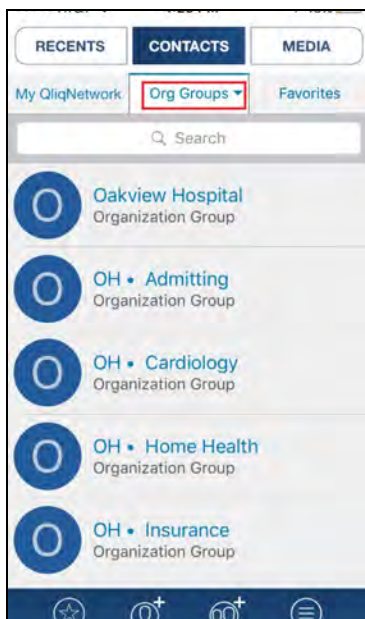 RECENTS CONTACTS MEDIA
My QliqNetwork Org Groups Favorites
Search
O Oakview Hospital
Organization Group
O OH • Admitting
Organization Group
O OH • Cardiology
Organization Group
O OH • Home Health
Organization Group
O OH • Insurance
Organization Group